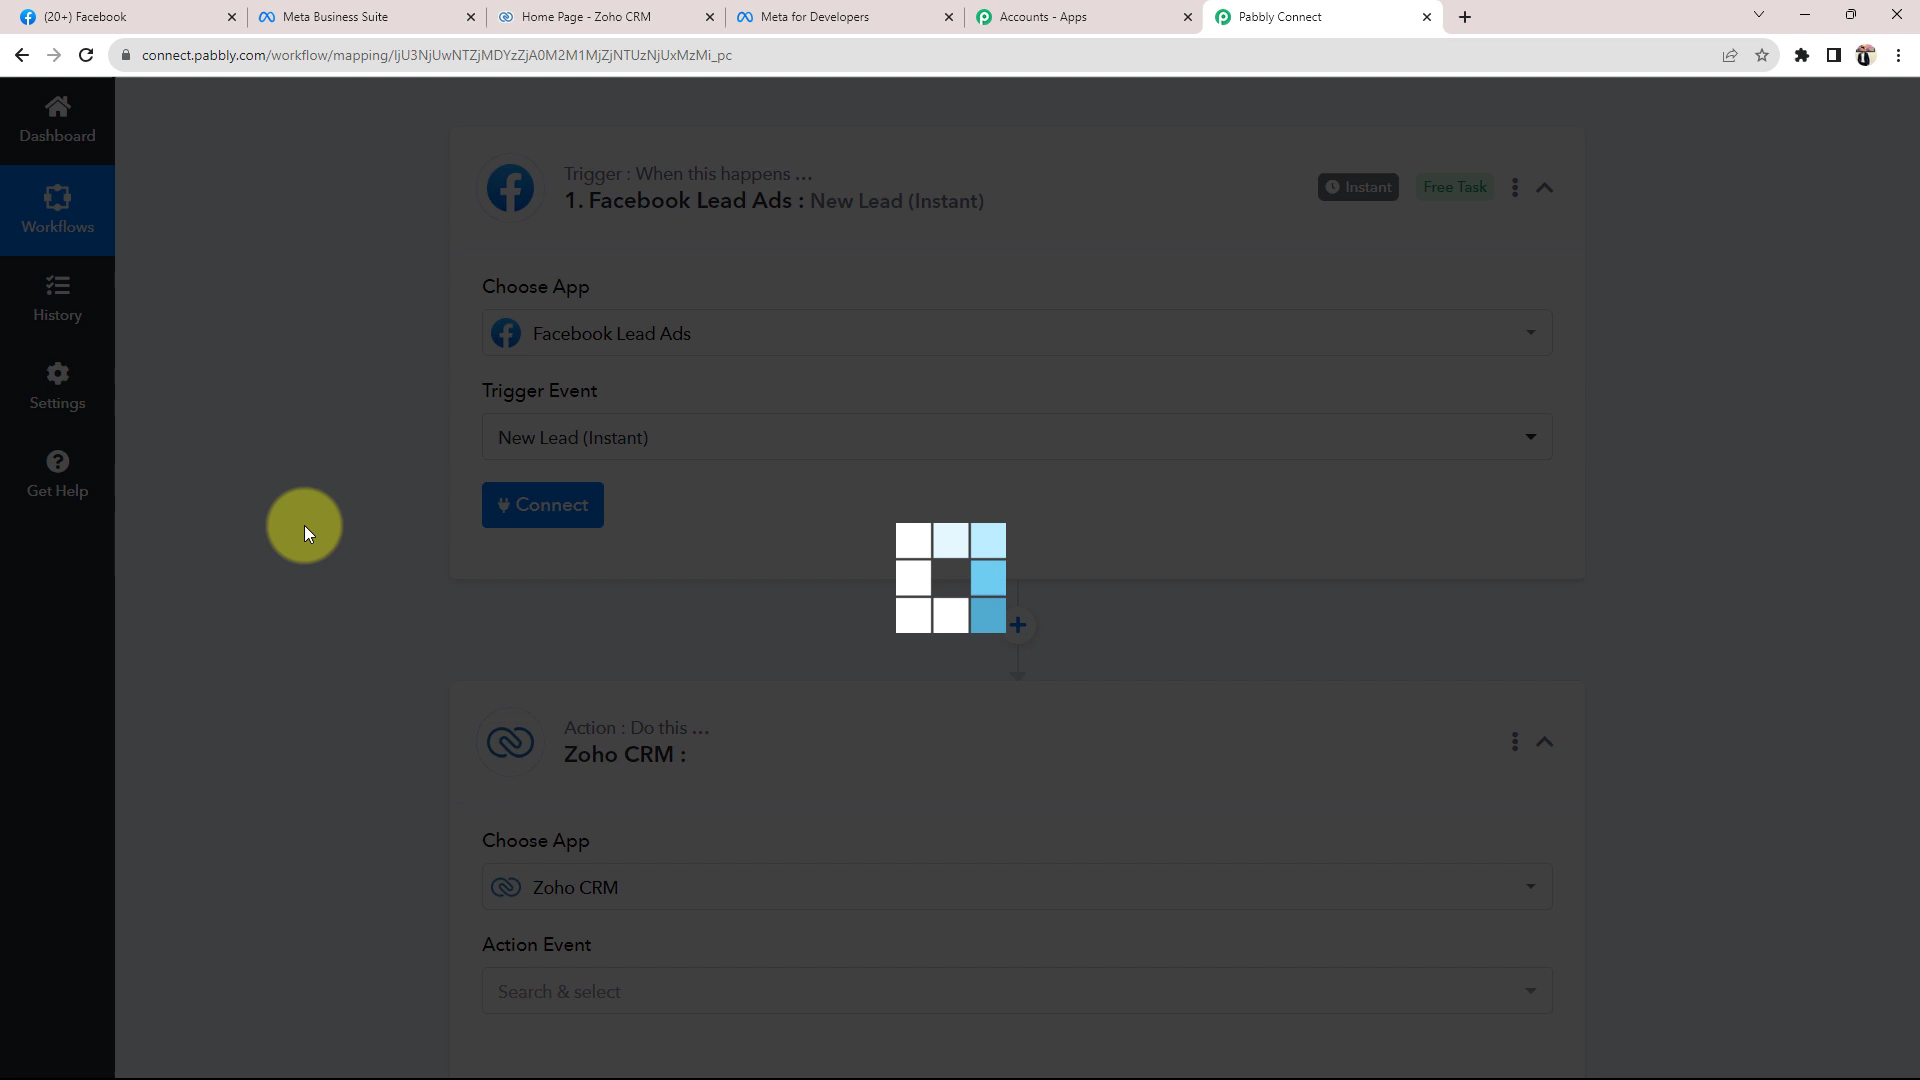 (20+) Facebook
Meta Business Suite
Home Page - Zoho CRM
Meta for Developers
Accounts - Apps
Pabbly Connect
connect.pabbly.com/workflow/mapping/IjU3NjUwNTZjMDYzZjA0M2M1MjZjNTUzNjUxMzMi_pc
Dashboard
Workflows
History
Settings
Get Help
Trigger : When this happens ...
1. Facebook Lead Ads : New Lead (Instant)
Instant
Free Task
Choose App
Facebook Lead Ads
Trigger Event
New Lead (Instant)
Connect
Action : Do this ...
Zoho CRM :
Choose App
Zoho CRM
Action Event
Search & select